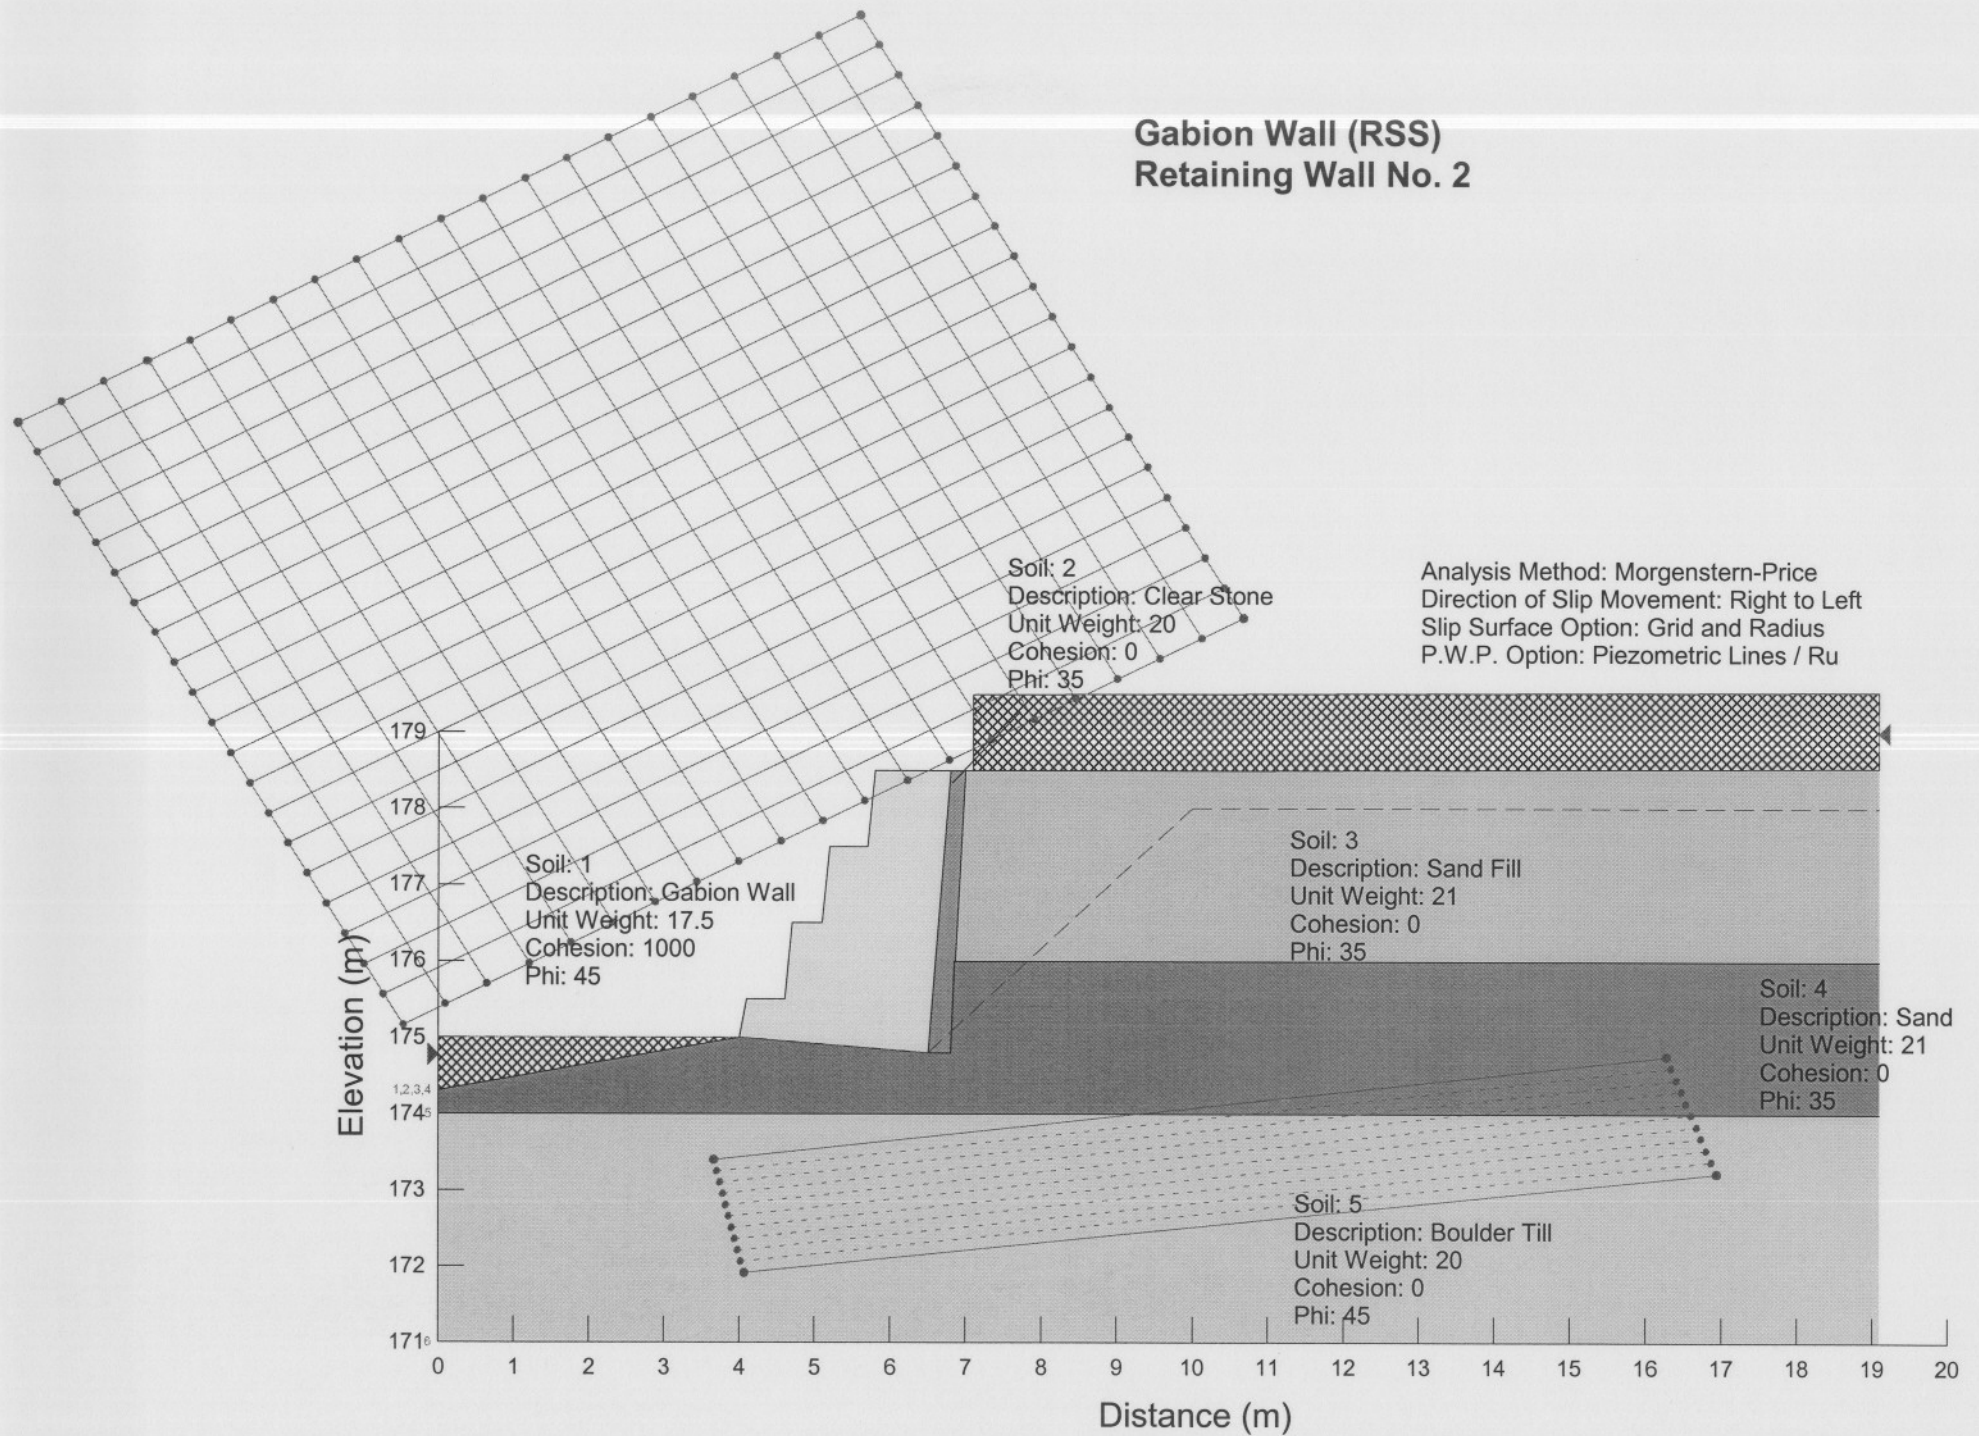 Gabion Wall (RSS)
Retaining Wall No. 2
Soil: 2
Description: Clear Stone
Unit Weight: 20
Cohesion: 0
Phi: 35
Analysis Method: Morgenstern-Price
Direction of Slip Movement: Right to Left
Slip Surface Option: Grid and Radius
P.W.P. Option: Piezometric Lines / Ru
Soil: 1
Description: Gabion Wall
Unit Weight: 17.5
Cohesion: 1000
Phi: 45
Soil: 3
Description: Sand Fill
Unit Weight: 21
Cohesion: 0
Phi: 35
Soil: 4
Description: Sand
Unit Weight: 21
Cohesion: 0
Phi: 35
Soil: 5
Description: Boulder Till
Unit Weight: 20
Cohesion: 0
Phi: 45
Elevation (m)
179
178
177
176
175
1,2,3,4
174 5
173
172
171 6
0 1 2 3 4 5 6 7 8 9 10 11 12 13 14 15 16 17 18 19 20
Distance (m)